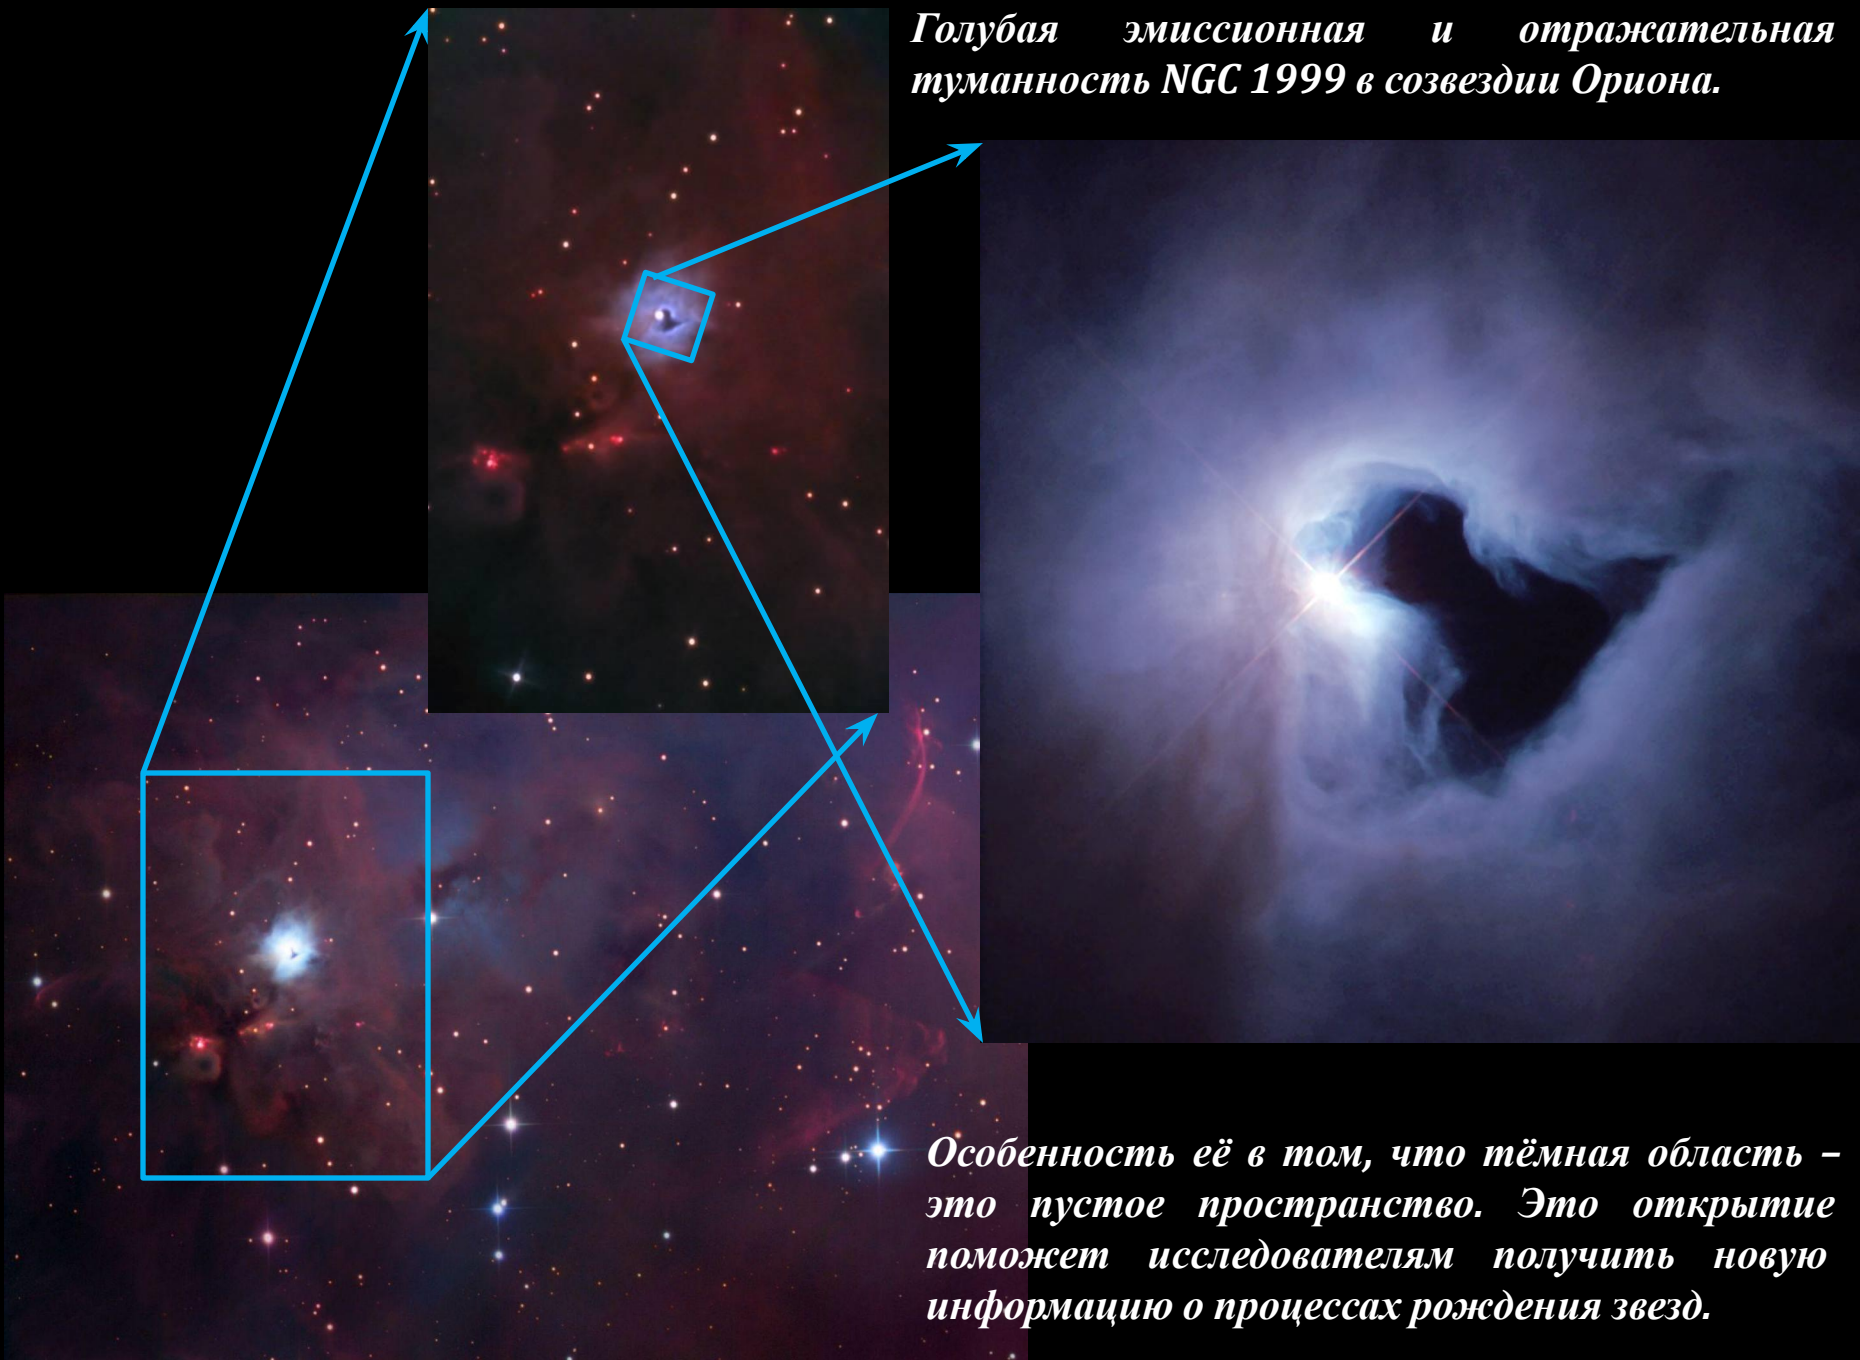 Голубая эмиссионная и отражательная
туманность NGC 1999 в созвездии Ориона.
Особенность её в том, что тёмная область –
это пустое пространство. Это открытие
поможет исследователям получить новую
информацию о процессах рождения звезд.